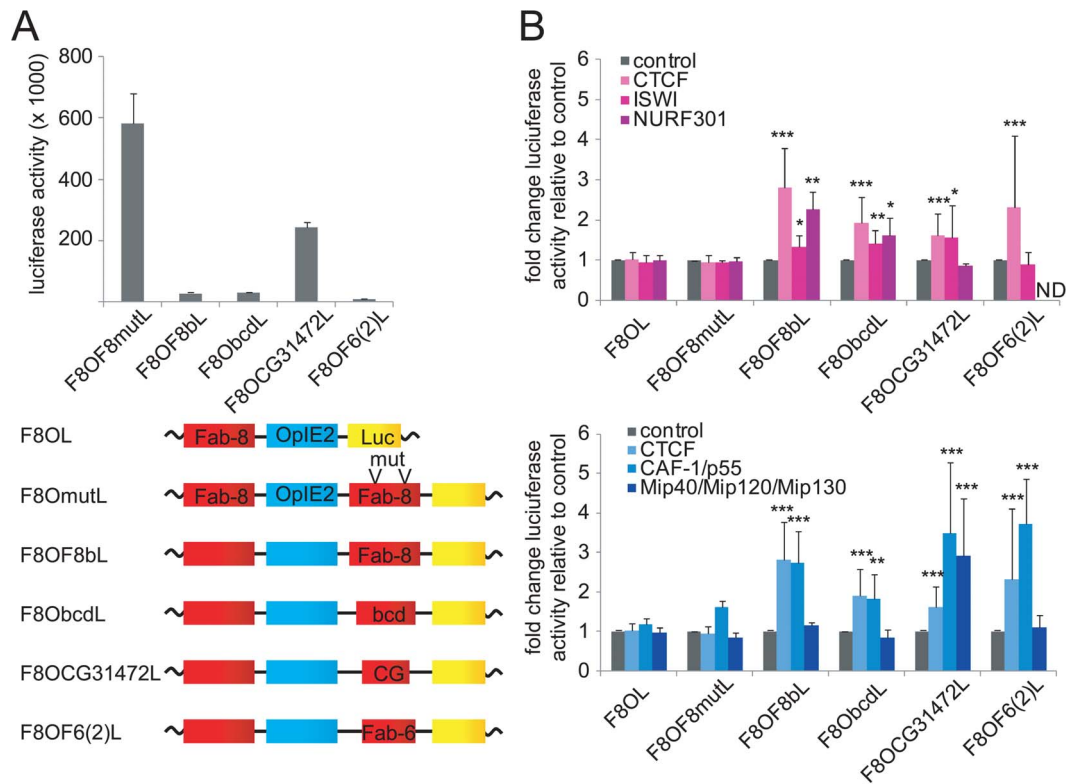 A
luciferase activity (x 1000)
800
600
400
200
F8OF8mutL
F8OF8bL
F8ObcdL
F8OCG31472L
F8OF6(2)L
F8OL
Fab-8 OpIE2 Luc
mut
F8OmutL
Fab-8 OpIE2 Fab-8
F8OF8bL
Fab-8
F8ObcdL
bcd
F8OCG31472L
CG
F8OF6(2)L
Fab-6
B
fold change luciuferase
activity relative to control
6
5
4
3
2
1
0
control
CTCF
ISWI
NURF301
***
*
**
***
**
*
***
*
***
ND
F8OL
F8OF8mutL
F8OF8bL
F8ObcdL
F8OCG31472L
F8OF6(2)L
fold change luciuferase
activity relative to control
6
5
4
3
2
1
0
control
CTCF
CAF-1/p55
Mip40/Mip120/Mip130
***
***
***
**
***
***
***
***
***
F8OL
F8OF8mutL
F8OF8bL
F8ObcdL
F8OCG31472L
F8OF6(2)L